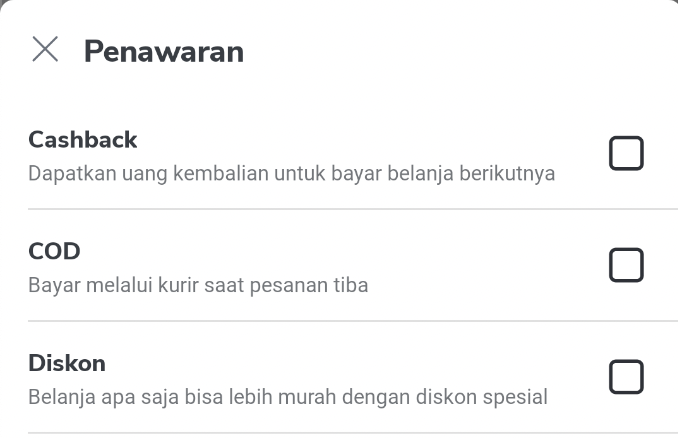 Penawaran
Cashback
Dapatkan uang kembalian untuk bayar belanja berikutnya
COD
Bayar melalui kurir saat pesanan tiba
Diskon
Belanja apa saja bisa lebih murah dengan diskon spesial